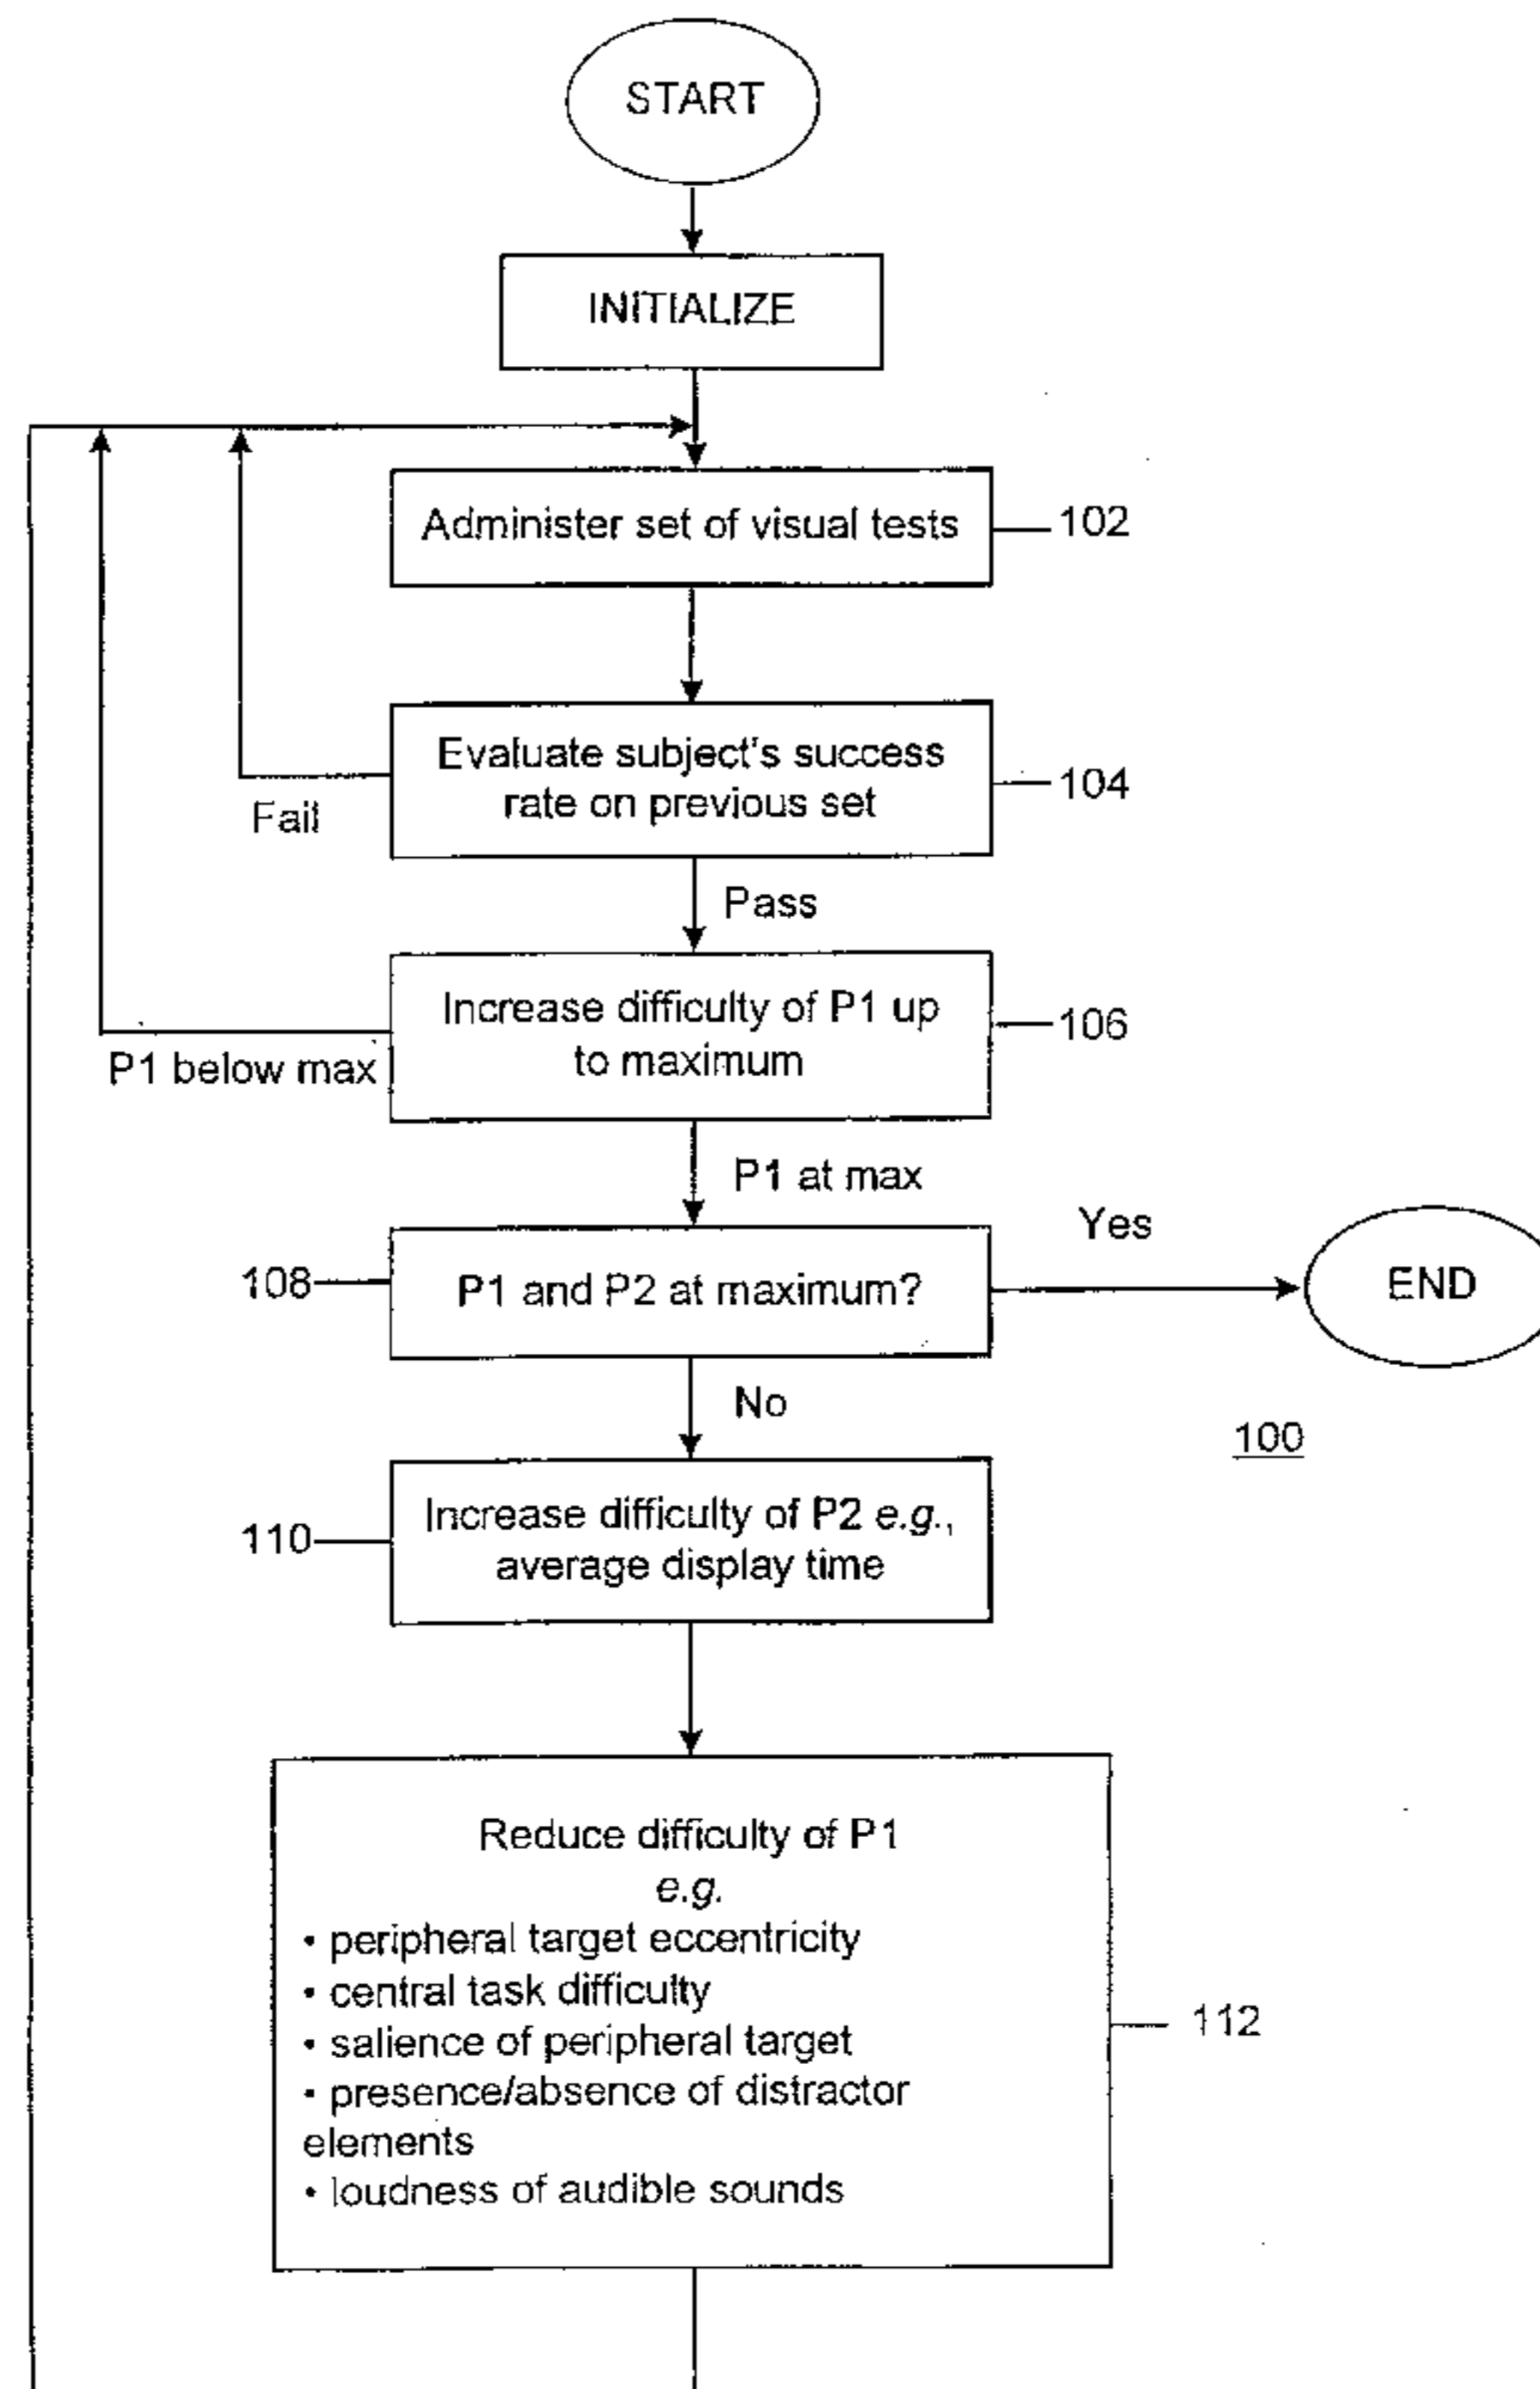 START
INITIALIZE
Administer set of visual tests
102
Evaluate subject's success
rate on previous set
104
Fail
Pass
Increase difficulty of P1 up
to maximum
106
P1 below max
P1 at max
108
P1 and P2 at maximum?
Yes
END
No
100
110
Increase difficulty of P2 e.g.,
average display time
Reduce difficulty of P1
e.g.
• peripheral target eccentricity
• central task difficulty
• salience of peripheral target
• presence/absence of distractor
elements
• loudness of audible sounds
112